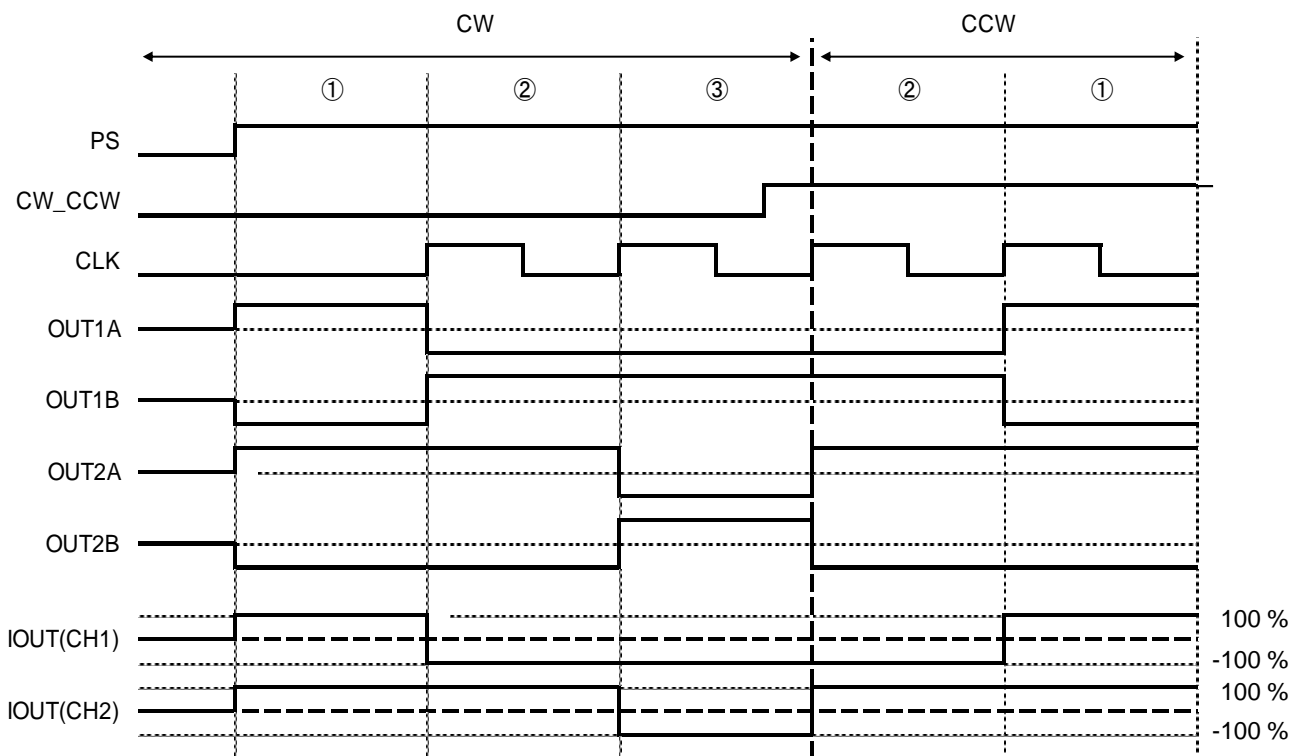 CW CCW
① ② ③ ② ①
PS
CW_CCW
CLK
OUT1A
OUT1B
OUT2A
OUT2B
IOUT(CH1)
100 %
-100 %
IOUT(CH2)
100 %
-100 %